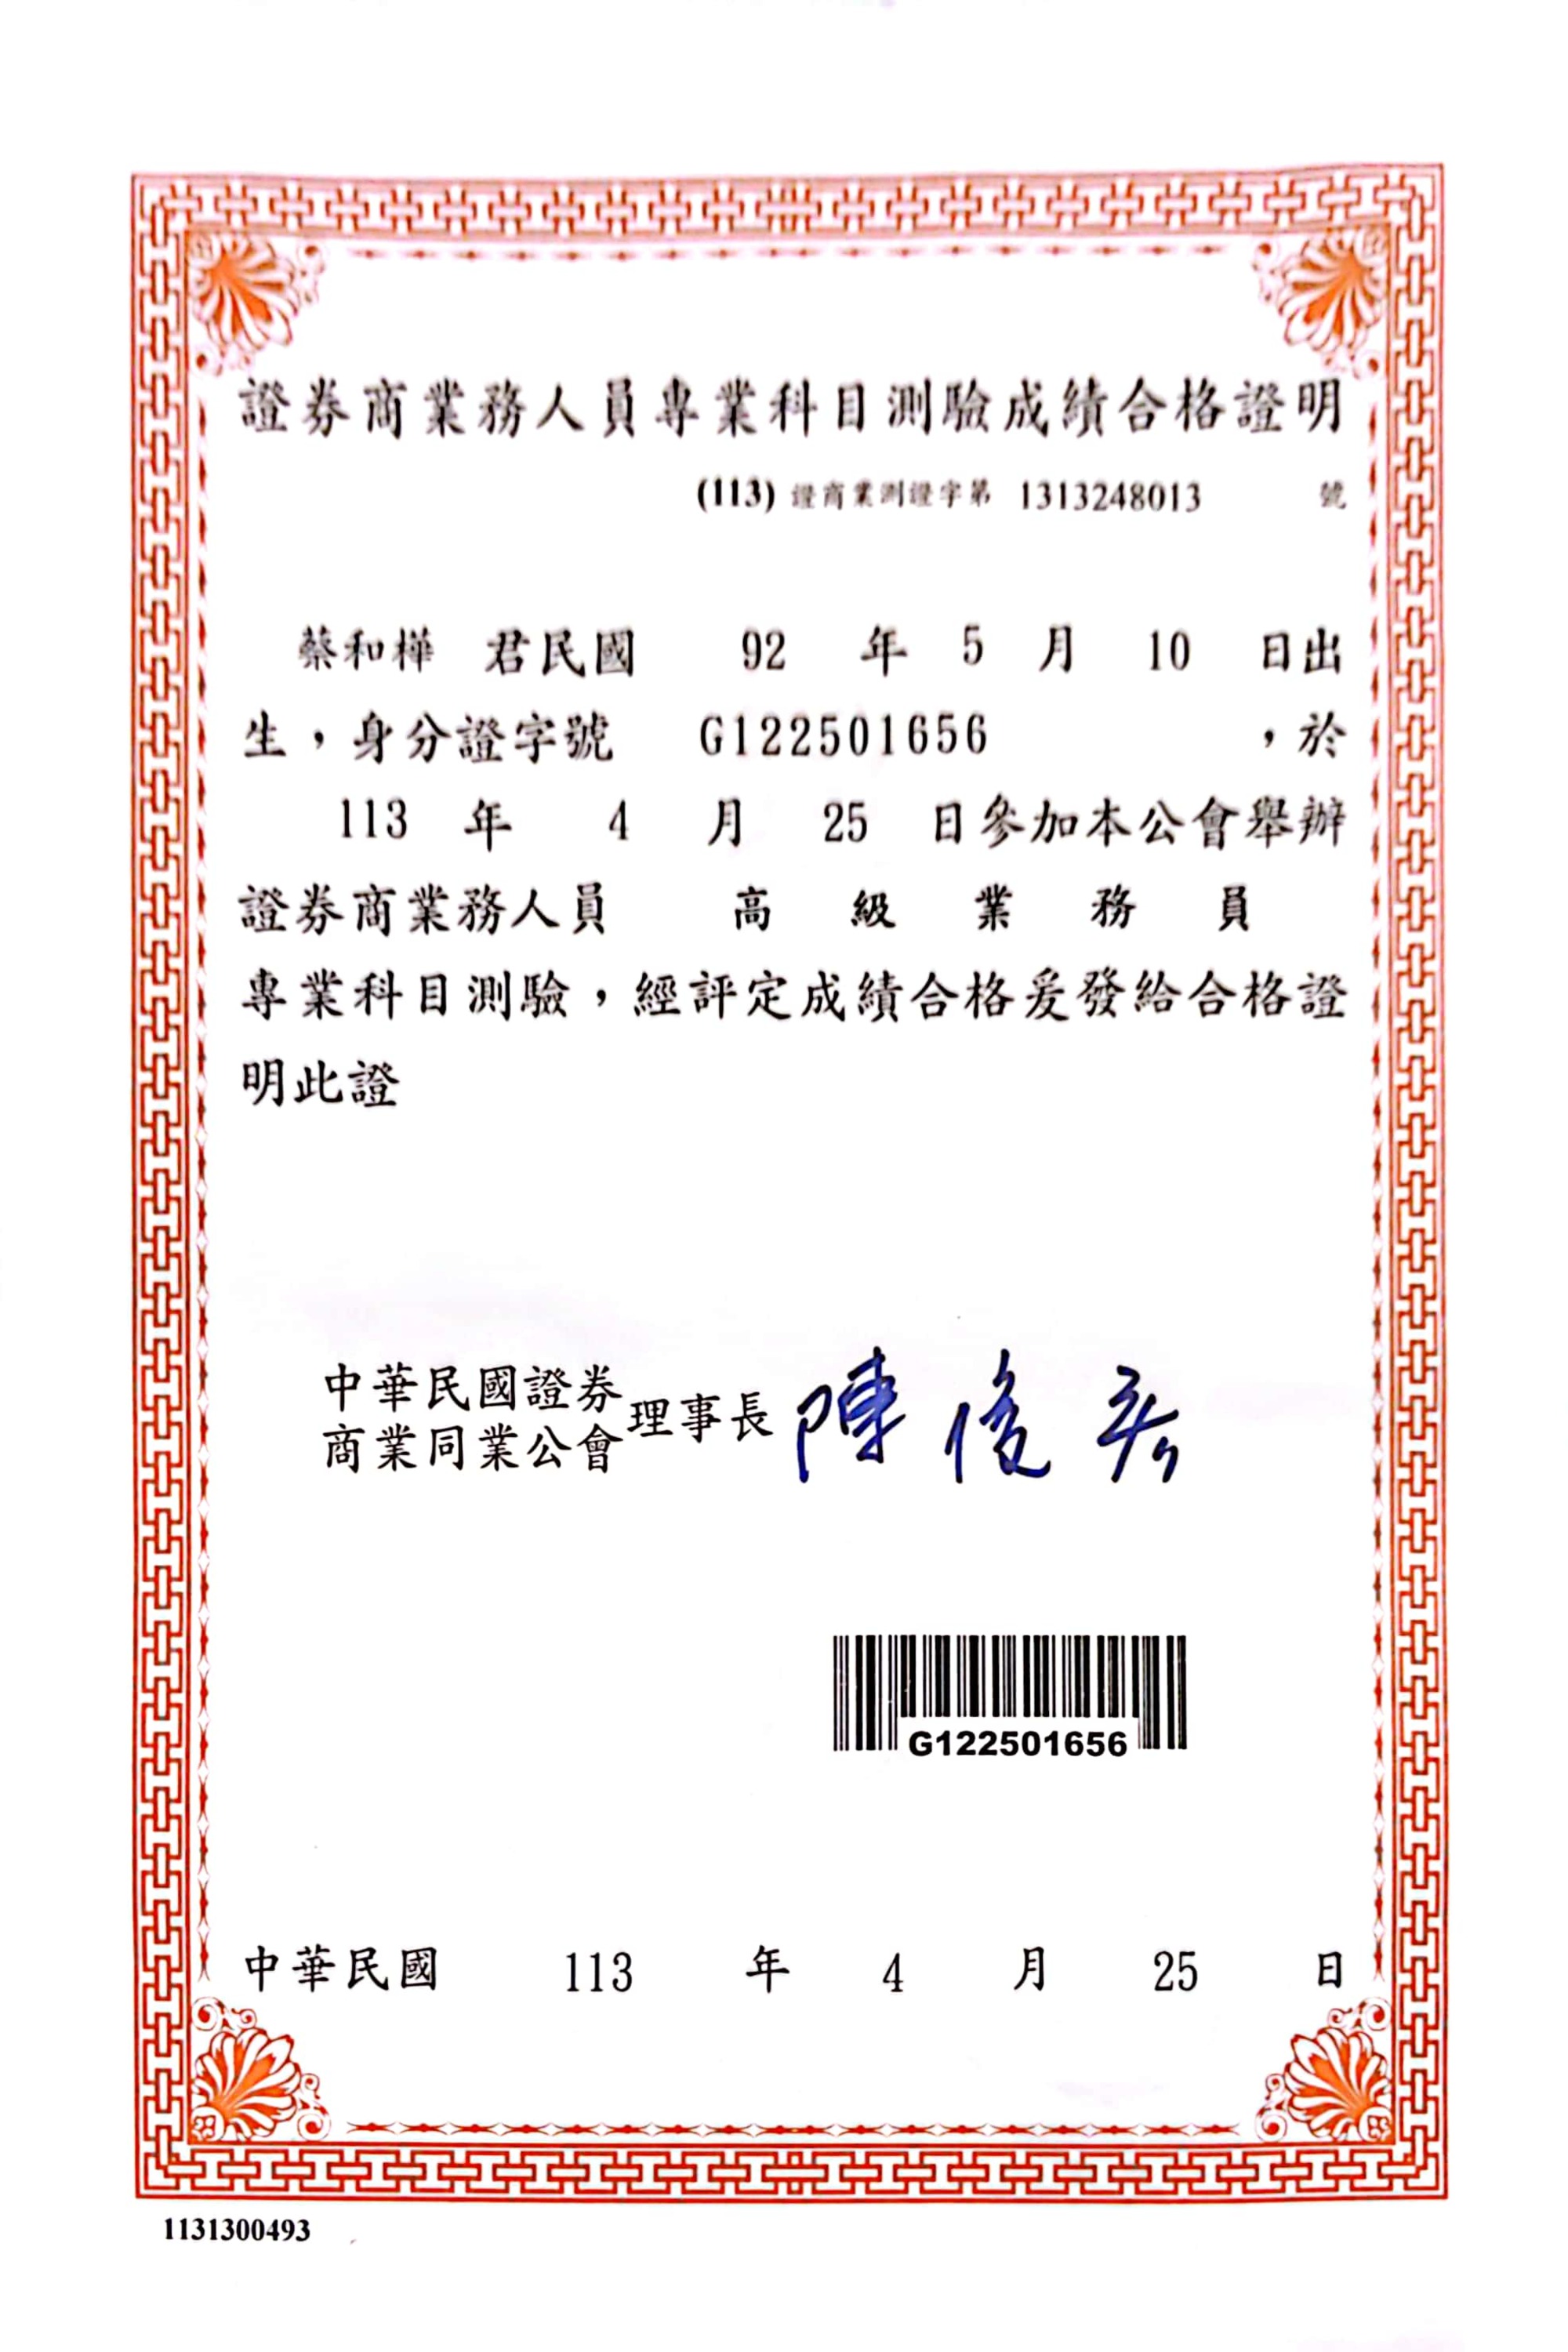 證券商業務人員專業科目測驗成績合格證明
(113) 證商業測證字第 1313248013 號
蔡和樺 君民國 92 年 5 月 10 日出
生，身分證字號 G122501656 ，於
113 年 4 月 25 日參加本公會舉辦
證券商業務人員 高級業務員
專業科目測驗，經評定成績合格爰發給合格證
明此證
中華民國證券
商業同業公會 理事長 陳俊宏
G122501656
中華民國 113 年 4 月 25 日
1131300493